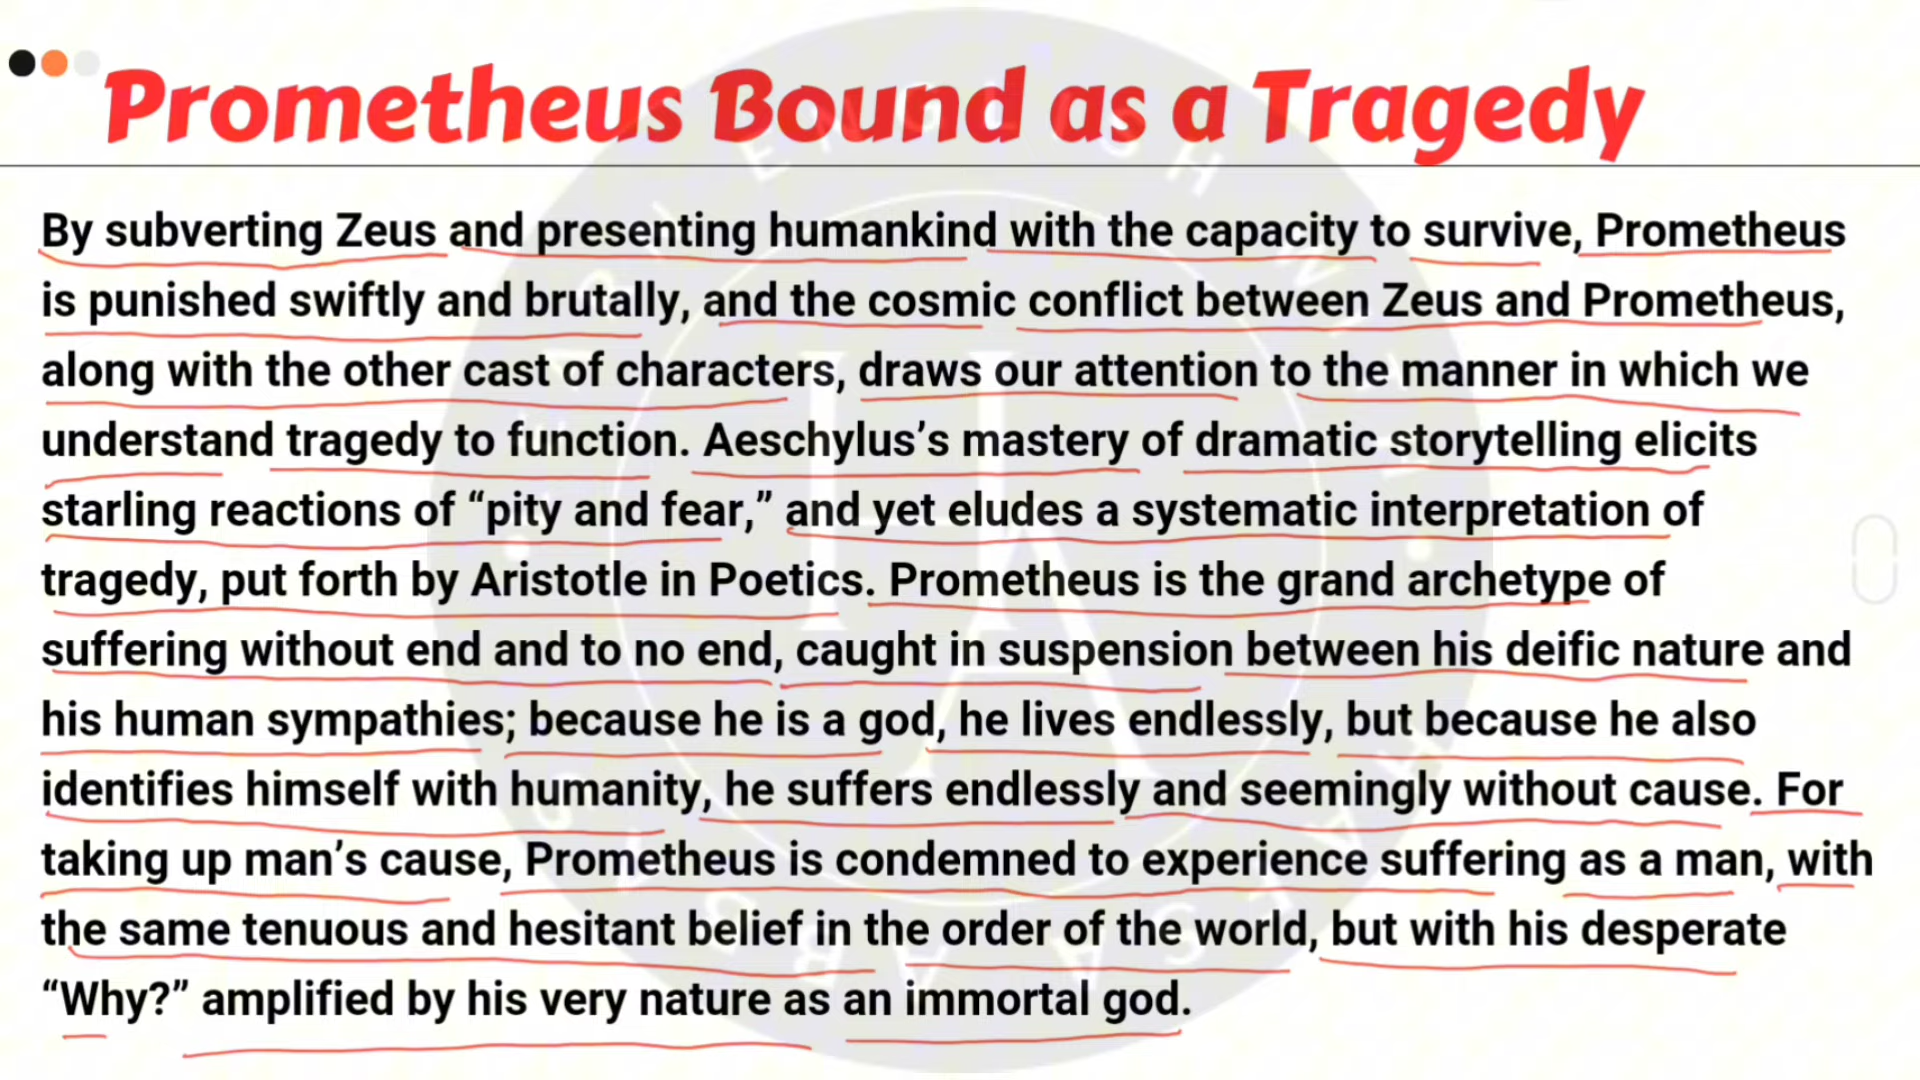 Prometheus Bound as a Tragedy
By subverting Zeus and presenting humankind with the capacity to survive, Prometheus
is punished swiftly and brutally, and the cosmic conflict between Zeus and Prometheus,
along with the other cast of characters, draws our attention to the manner in which we
understand tragedy to function. Aeschylus’s mastery of dramatic storytelling elicits
starling reactions of “pity and fear,” and yet eludes a systematic interpretation of
tragedy, put forth by Aristotle in Poetics. Prometheus is the grand archetype of
suffering without end and to no end, caught in suspension between his deific nature and
his human sympathies; because he is a god, he lives endlessly, but because he also
identifies himself with humanity, he suffers endlessly and seemingly without cause. For
taking up man’s cause, Prometheus is condemned to experience suffering as a man, with
the same tenuous and hesitant belief in the order of the world, but with his desperate
“Why?” amplified by his very nature as an immortal god.